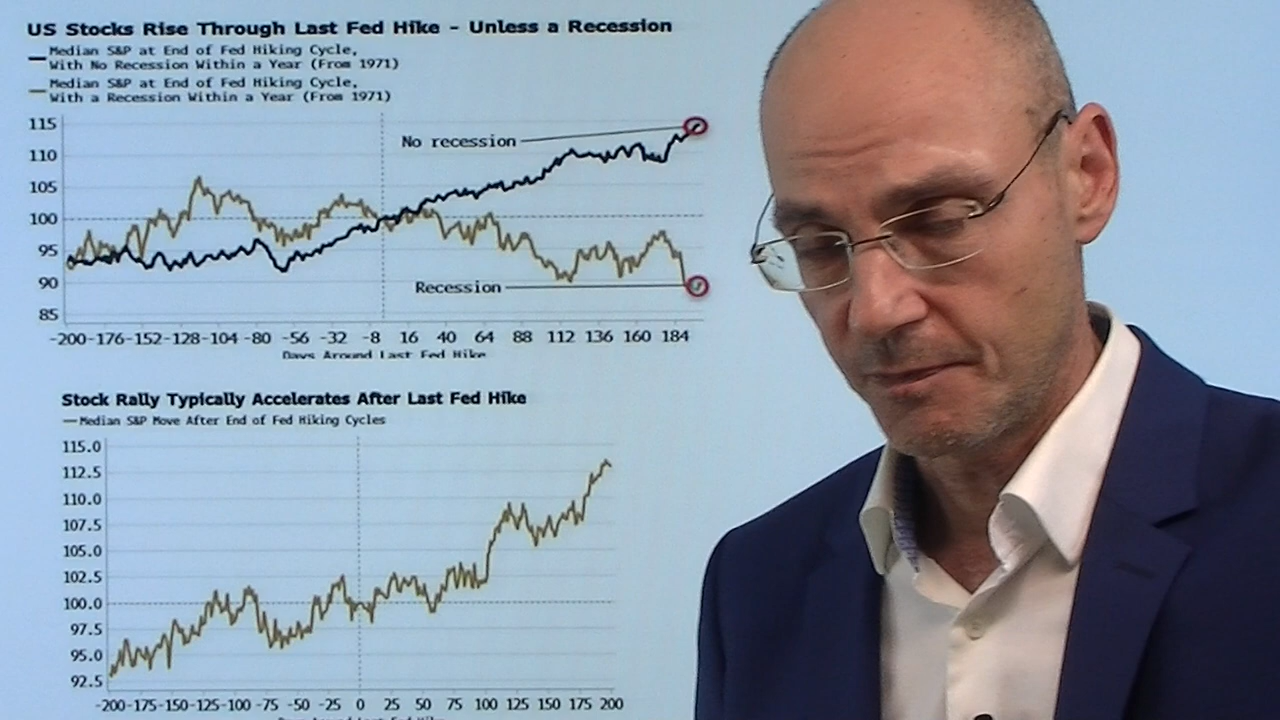 US Stocks Rise Through Last Fed Hike - Unless a Recession
Median S&P at End of Fed Hiking Cycle,
With No Recession Within a Year (From 1971)
Median S&P at End of Fed Hiking Cycle,
With a Recession Within a Year (From 1971)
115
110
105
100
95
90
85
No recession
Recession
-200 -176 -152 -128 -104 -80 -56 -32 -8 16 40 64 88 112 136 160 184
Days Around Last Fed Hike
Stock Rally Typically Accelerates After Last Fed Hike
Median S&P Move After End of Fed Hiking Cycles
115.0
112.5
110.0
107.5
105.0
102.5
100.0
97.5
95.0
92.5
-200 -175 -150 -125 -100 -75 -50 -25 0 25 50 75 100 125 150 175 200
Days Around Last Fed Hike